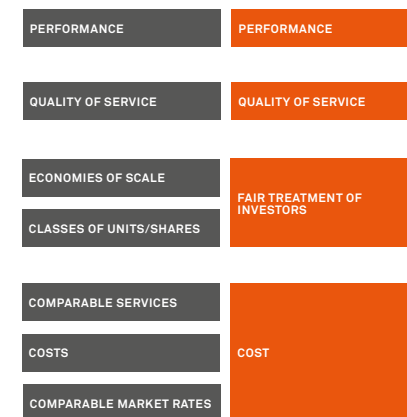 PERFORMANCE
PERFORMANCE
QUALITY OF SERVICE
QUALITY OF SERVICE
ECONOMIES OF SCALE
CLASSES OF UNITS/SHARES
FAIR TREATMENT OF
INVESTORS
COMPARABLE SERVICES
COSTS
COMPARABLE MARKET RATES
COST